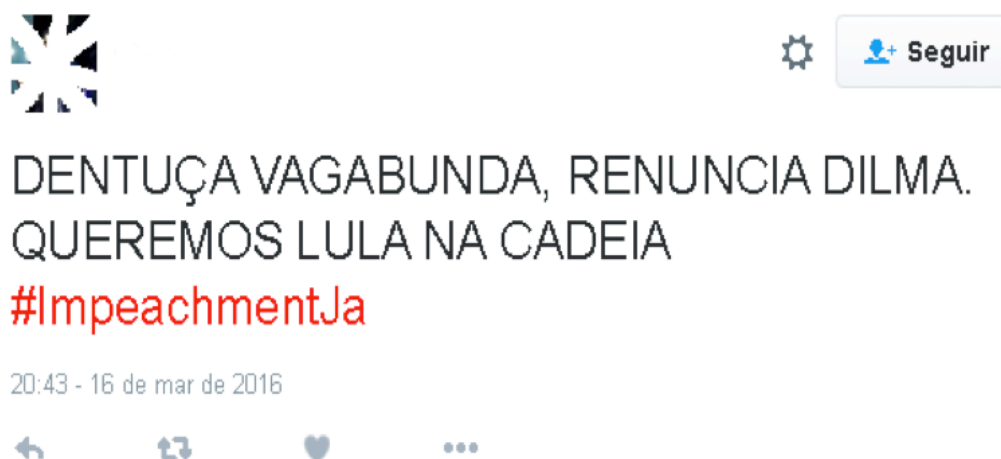 Seguir
DENTUÇA VAGABUNDA, RENUNCIA DILMA.
QUEREMOS LULA NA CADEIA
#ImpeachmentJa
20:43 - 16 de mar de 2016